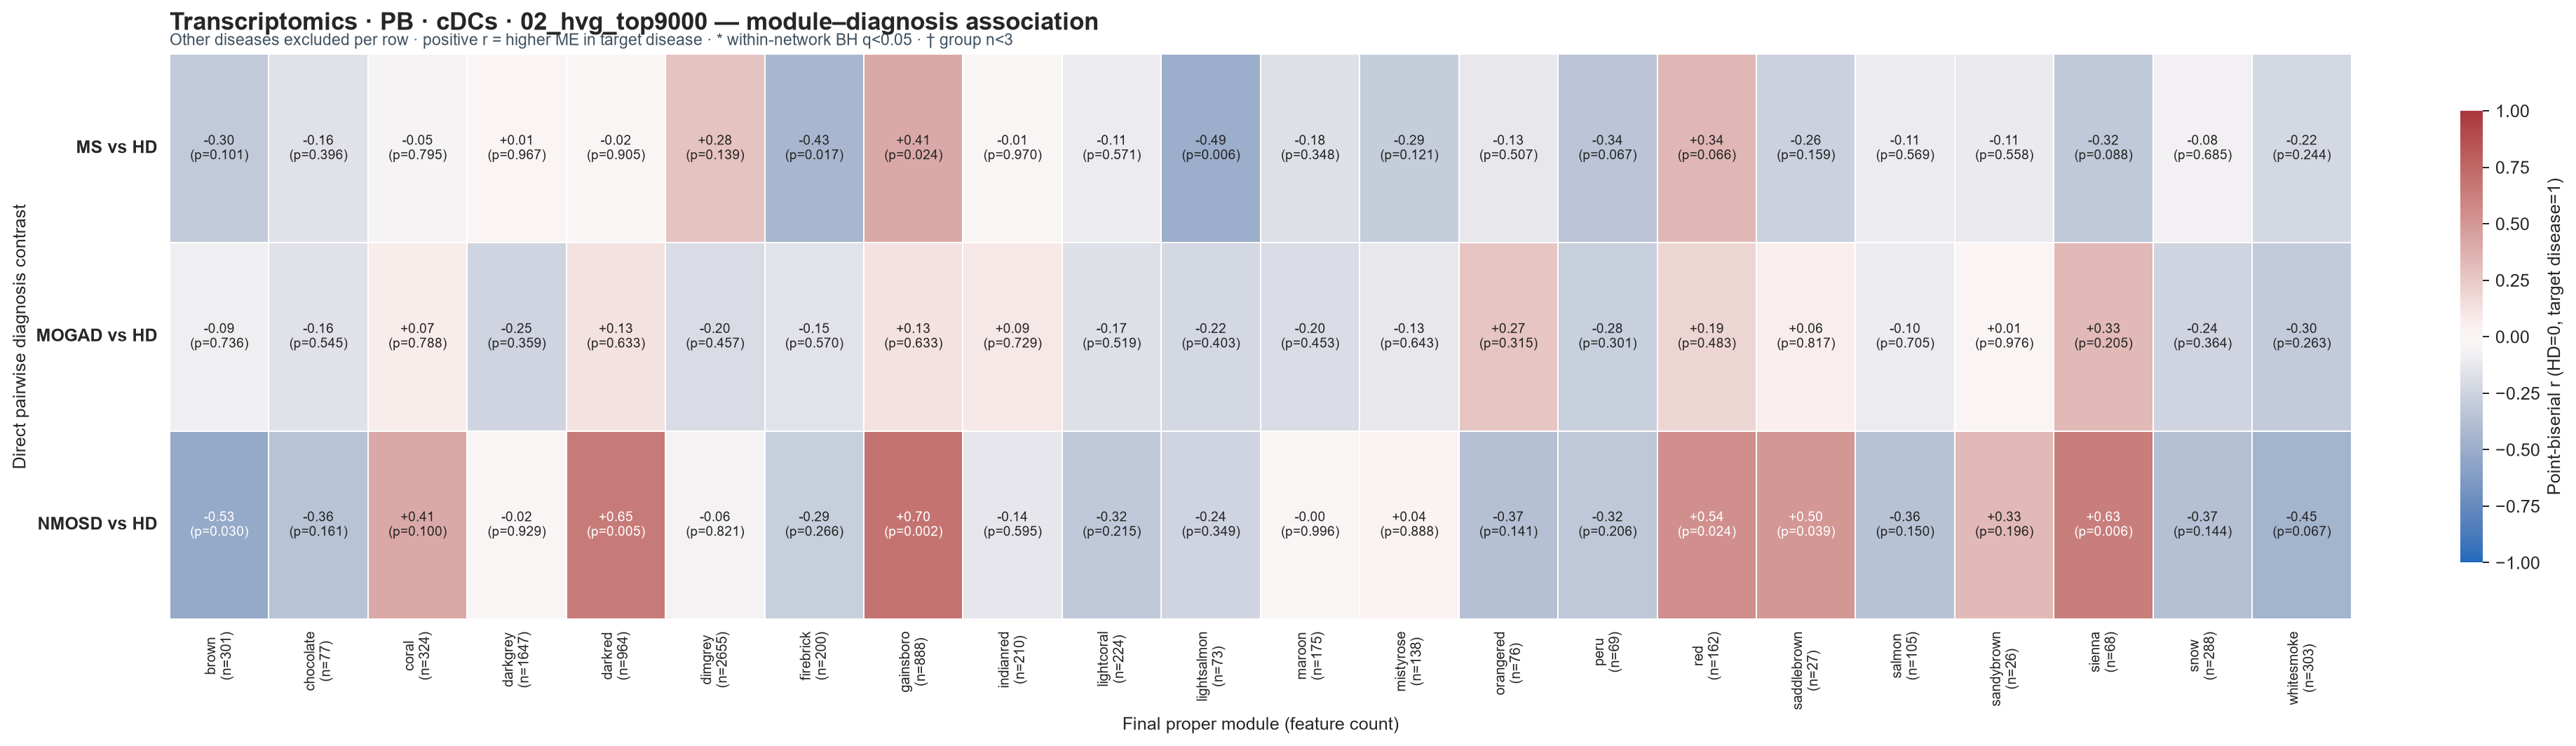 Transcriptomics · PB · cDCs · 02_hvg_top9000 — module–diagnosis association
Other diseases excluded per row · positive r = higher ME in target disease · * within-network BH q<0.05 · † group n<3
Direct pairwise diagnosis contrast
MS vs HD
-0.30 -0.16 -0.05 +0.01 -0.02 +0.28 -0.43 +0.41 -0.01 -0.11 -0.49 -0.18 -0.29 -0.13 -0.34 +0.34 -0.26 -0.11 -0.11 -0.32 -0.08 -0.22
(p=0.101) (p=0.396) (p=0.795) (p=0.967) (p=0.905) (p=0.139) (p=0.017) (p=0.024) (p=0.970) (p=0.571) (p=0.006) (p=0.348) (p=0.121) (p=0.507) (p=0.067) (p=0.066) (p=0.159) (p=0.569) (p=0.558) (p=0.088) (p=0.685) (p=0.244)
MOGAD vs HD
-0.09 -0.16 +0.07 -0.25 +0.13 -0.20 -0.15 +0.13 +0.09 -0.17 -0.22 -0.20 -0.13 +0.27 -0.28 +0.19 +0.06 -0.10 +0.01 +0.33 -0.24 -0.30
(p=0.736) (p=0.545) (p=0.788) (p=0.359) (p=0.633) (p=0.457) (p=0.570) (p=0.633) (p=0.729) (p=0.519) (p=0.403) (p=0.453) (p=0.643) (p=0.315) (p=0.301) (p=0.483) (p=0.817) (p=0.705) (p=0.976) (p=0.205) (p=0.364) (p=0.263)
NMOSD vs HD
-0.53 -0.36 +0.41 -0.02 +0.65 -0.06 -0.29 +0.70 -0.14 -0.32 -0.24 -0.00 +0.04 -0.37 -0.32 +0.54 +0.50 -0.36 +0.33 +0.63 -0.37 -0.45
(p=0.030) (p=0.161) (p=0.100) (p=0.929) (p=0.005) (p=0.821) (p=0.266) (p=0.002) (p=0.595) (p=0.215) (p=0.349) (p=0.996) (p=0.888) (p=0.141) (p=0.206) (p=0.024) (p=0.039) (p=0.150) (p=0.196) (p=0.006) (p=0.144) (p=0.067)
brown
(n=301)
chocolate
(n=77)
coral
(n=324)
darkgrey
(n=1647)
darkred
(n=964)
dimgrey
(n=2655)
firebrick
(n=200)
gainsboro
(n=888)
indianred
(n=210)
lightcoral
(n=224)
lightsalmon
(n=73)
maroon
(n=175)
mistyrose
(n=138)
orangered
(n=76)
peru
(n=69)
red
(n=162)
saddlebrown
(n=27)
salmon
(n=105)
sandybrown
(n=26)
sienna
(n=68)
snow
(n=288)
whitesmoke
(n=303)
Final proper module (feature count)
1.00
0.75
0.50
0.25
0.00
−0.25
−0.50
−0.75
−1.00
Point-biserial r (HD=0, target disease=1)